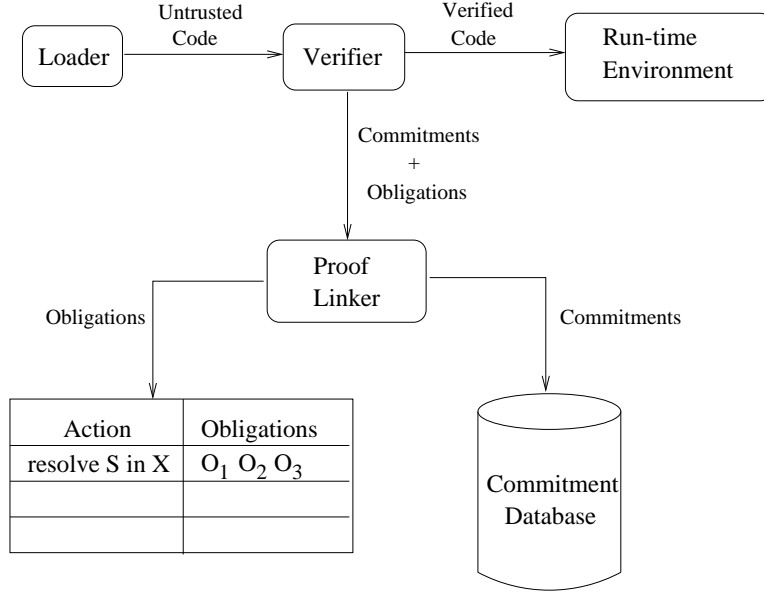 Untrusted
Code
Verified
Code
Loader
Verifier
Run-time
Environment
Commitments
+
Obligations
Proof
Linker
Obligations
Commitments
Action
Obligations
resolve S in X
O1 O2 O3
Commitment
Database